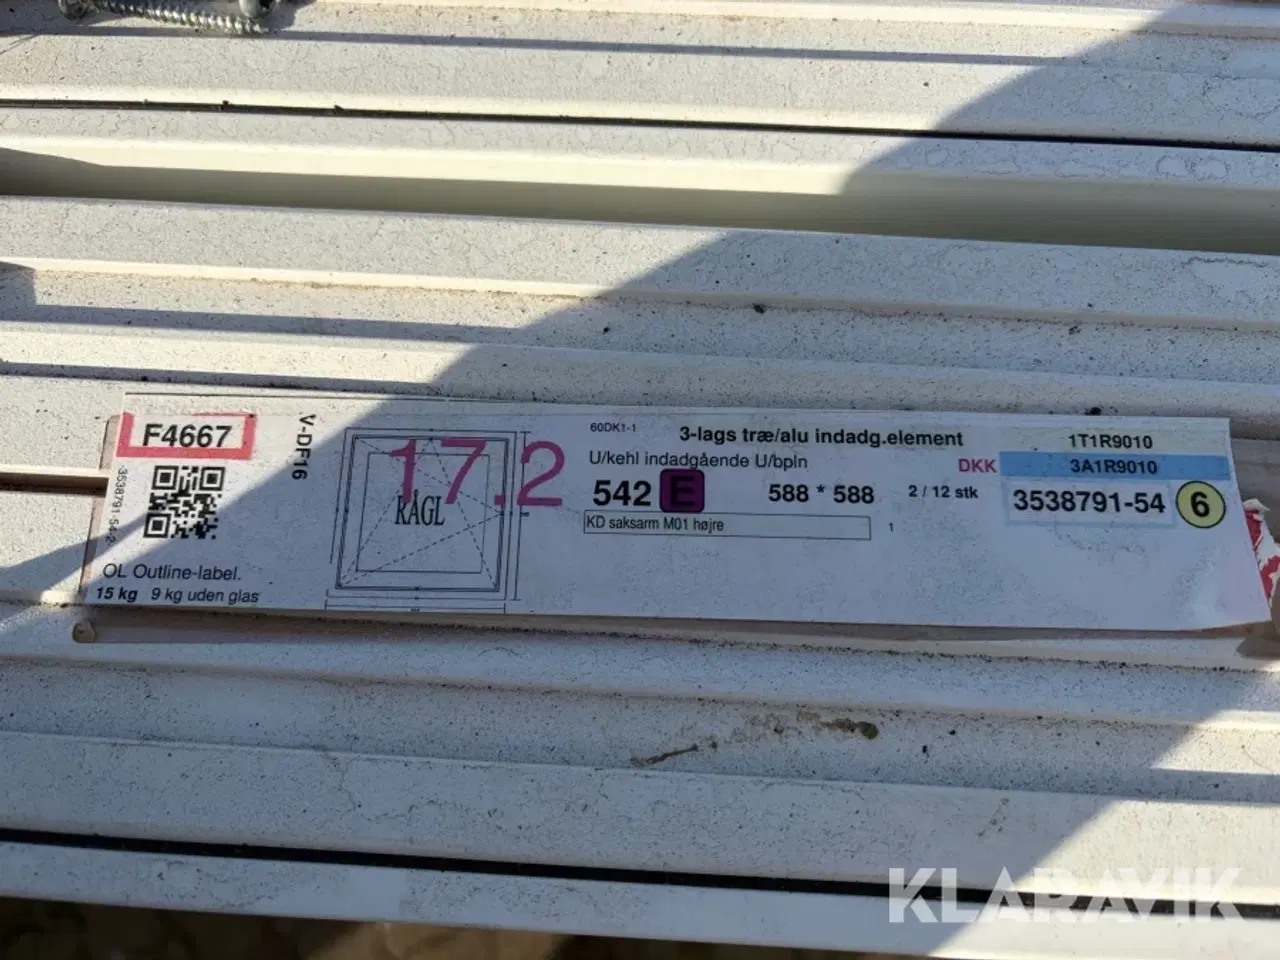 F4667
V-DF16
3538791-54-2
OL Outline-label.
15 kg 9 kg uden glas
17.2
RÅGL
60DK1-1
3-lags træ/alu indadg.element
U/kehl indadgående U/bpln
542 E 588 * 588
KD saksarm M01 højre
1
DKK
2 / 12 stk
1T1R9010
3A1R9010
3538791-54
6
KLARAVIK